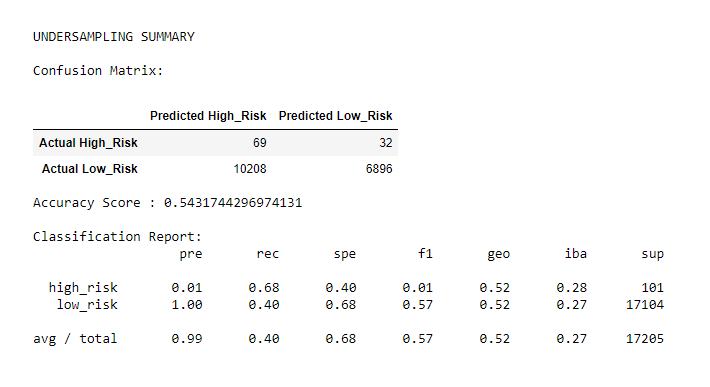 UNDERSAMPLING SUMMARY
Confusion Matrix:
Predicted High_Risk Predicted Low_Risk
Actual High_Risk 69 32
Actual Low_Risk 10208 6896
Accuracy Score : 0.5431744296974131
Classification Report:
pre rec spe f1 geo iba sup
high_risk 0.01 0.68 0.40 0.01 0.52 0.28 101
low_risk 1.00 0.40 0.68 0.57 0.52 0.27 17104
avg / total 0.99 0.40 0.68 0.57 0.52 0.27 17205